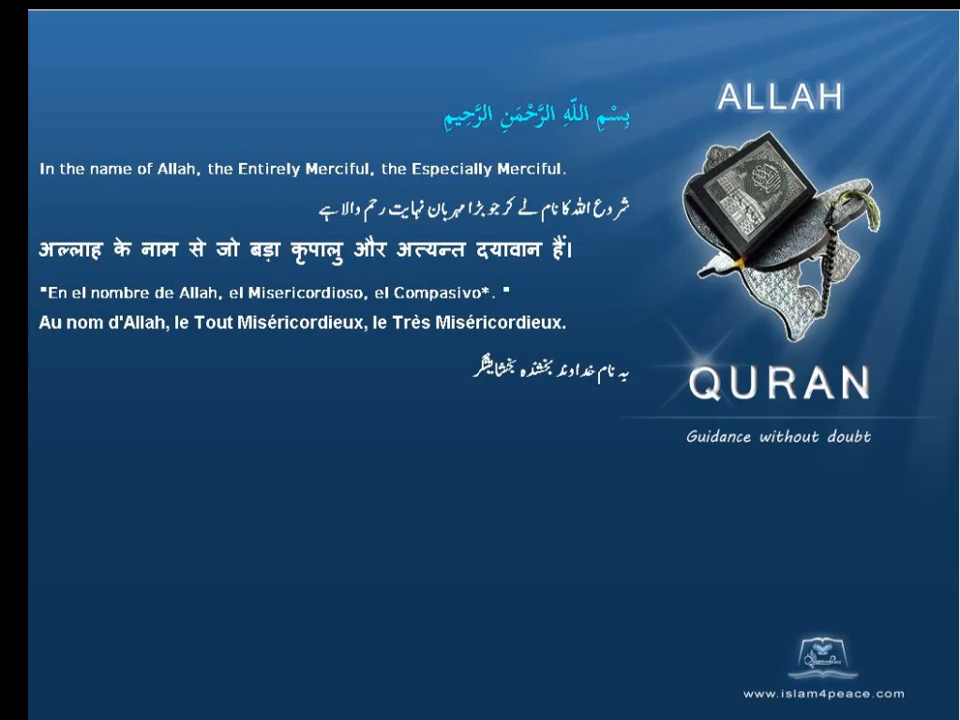 بِسْمِ اللَّهِ الرَّحْمَنِ الرَّحِيمِ
In the name of Allah, the Entirely Merciful, the Especially Merciful.
شروع الله کا نام لے کر جو بڑا مہربان نہایت رحم والا ہے
अल्लाह के नाम से जो बड़ा कृपालु और अत्यन्त दयावान हैं।
"En el nombre de Allah, el Misericordioso, el Compasivo*. "
Au nom d'Allah, le Tout Miséricordieux, le Très Miséricordieux.
به نام خداوند بخشنده بخشایشگر
ALLAH
QURAN
Guidance without doubt
www.islam4peace.com